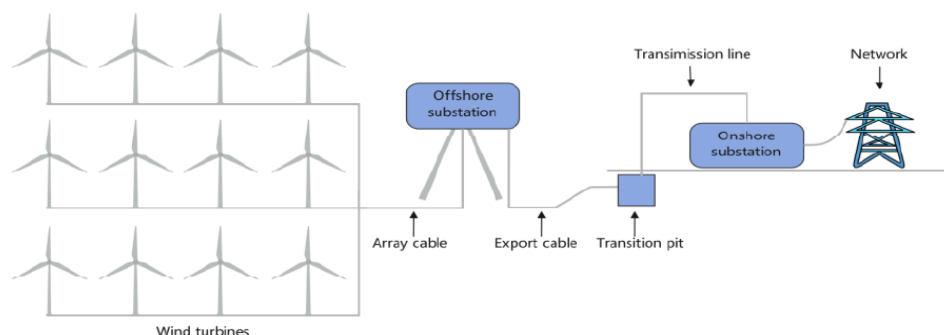 Transimission line
Network
Offshore
substation
Onshore
substation
Array cable
Export cable
Transition pit
Wind turbines